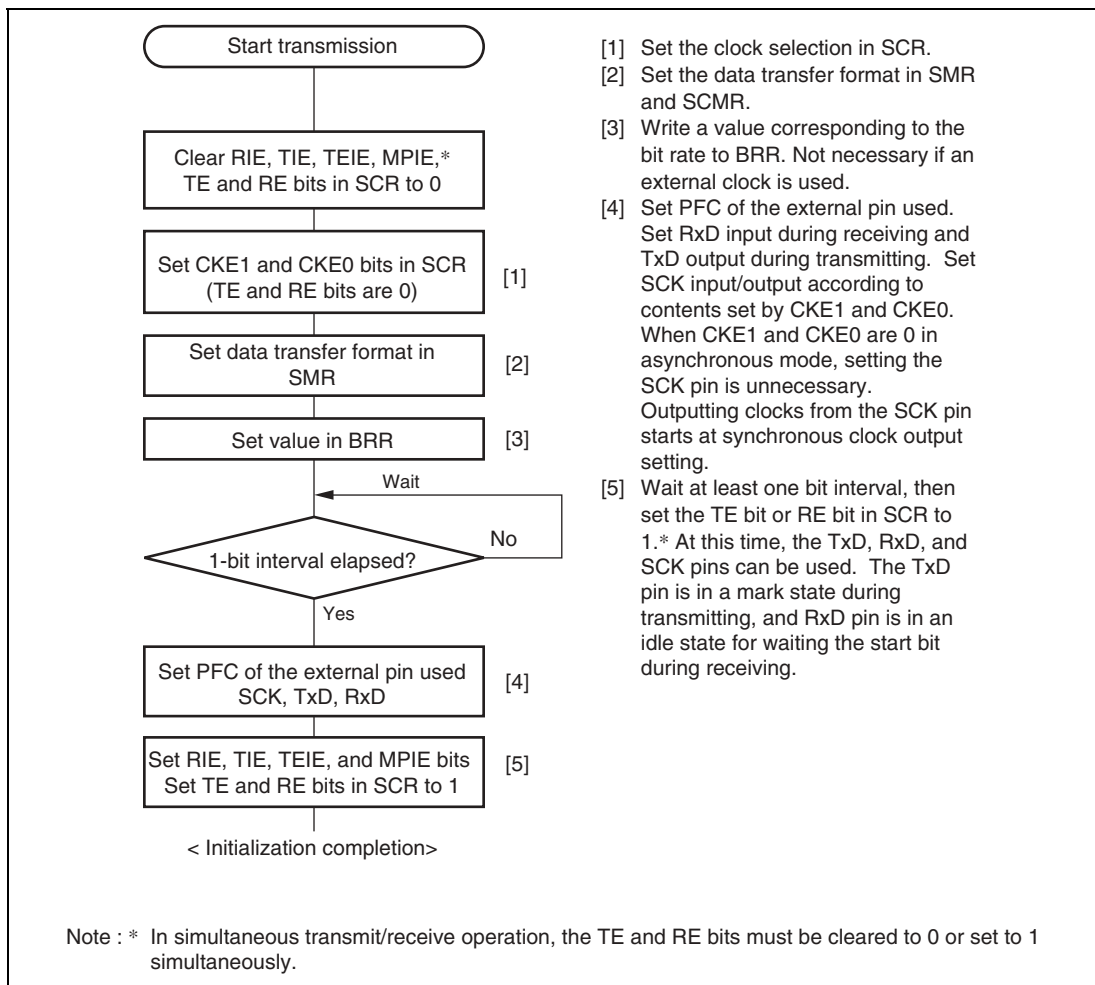 Start transmission
Clear RIE, TIE, TEIE, MPIE,*
TE and RE bits in SCR to 0
Set CKE1 and CKE0 bits in SCR
(TE and RE bits are 0)
[1]
Set data transfer format in
SMR
[2]
Set value in BRR
[3]
Wait
1-bit interval elapsed?
No
Yes
Set PFC of the external pin used
SCK, TxD, RxD
[4]
Set RIE, TIE, TEIE, and MPIE bits
Set TE and RE bits in SCR to 1
[5]
< Initialization completion>
[1] Set the clock selection in SCR.
[2] Set the data transfer format in SMR
and SCMR.
[3] Write a value corresponding to the
bit rate to BRR. Not necessary if an
external clock is used.
[4] Set PFC of the external pin used.
Set RxD input during receiving and
TxD output during transmitting. Set
SCK input/output according to
contents set by CKE1 and CKE0.
When CKE1 and CKE0 are 0 in
asynchronous mode, setting the
SCK pin is unnecessary.
Outputting clocks from the SCK pin
starts at synchronous clock output
setting.
[5] Wait at least one bit interval, then
set the TE bit or RE bit in SCR to
1.* At this time, the TxD, RxD, and
SCK pins can be used. The TxD
pin is in a mark state during
transmitting, and RxD pin is in an
idle state for waiting the start bit
during receiving.
Note : * In simultaneous transmit/receive operation, the TE and RE bits must be cleared to 0 or set to 1
simultaneously.